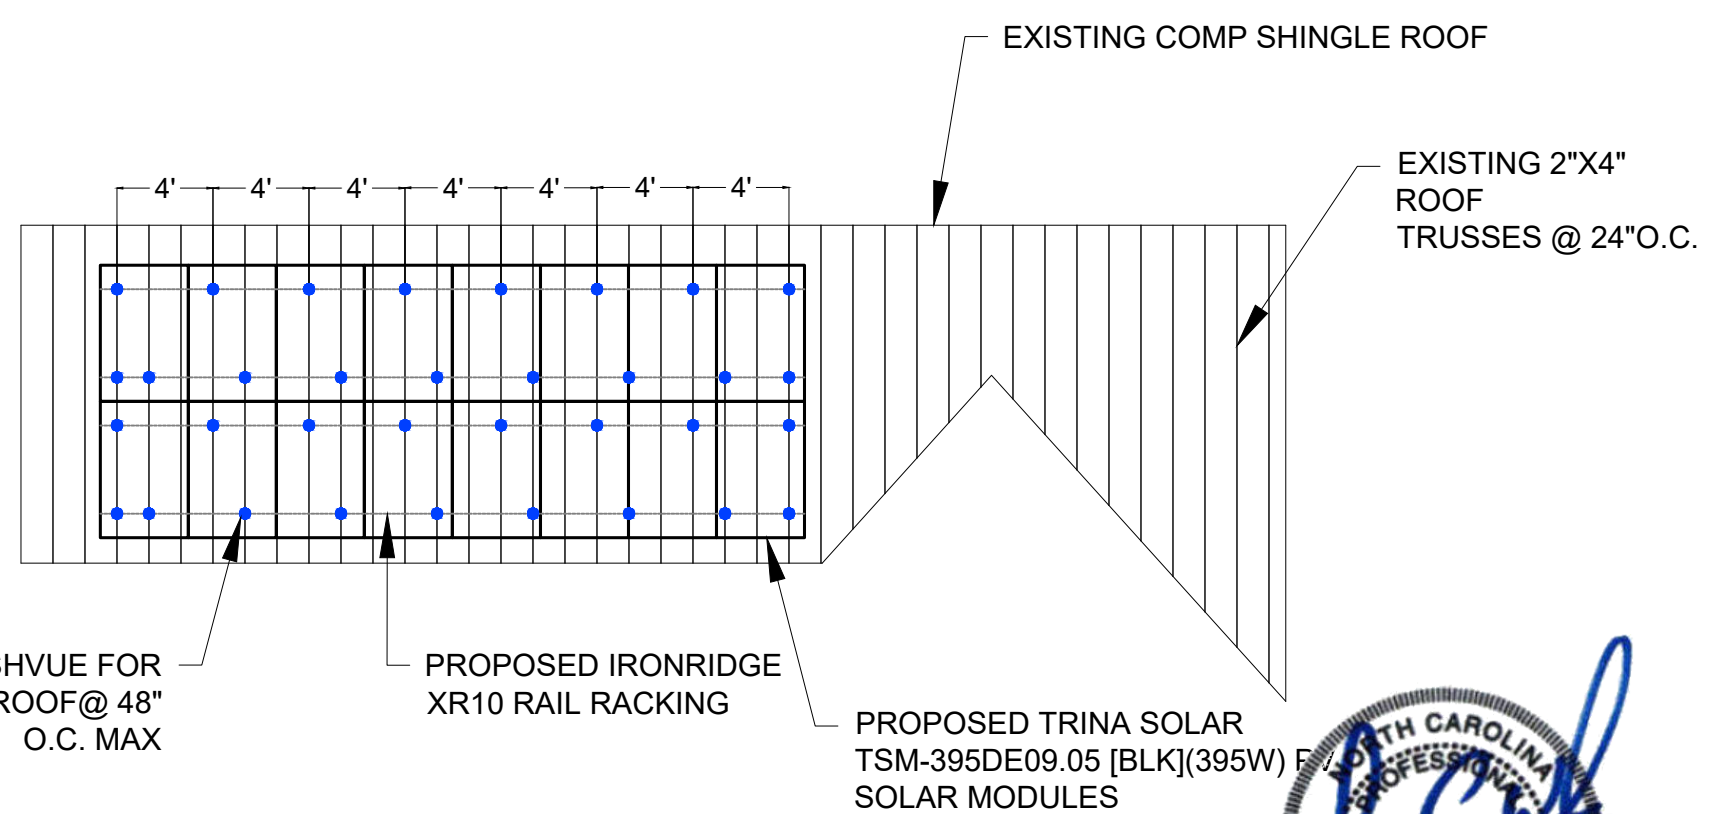 EXISTING COMP SHINGLE ROOF
EXISTING 2"X4"
ROOF
TRUSSES @ 24"O.C.
4' 4' 4' 4' 4' 4' 4'
HVUE FOR
ROOF@ 48"
O.C. MAX
PROPOSED IRONRIDGE
XR10 RAIL RACKING
PROPOSED TRINA SOLAR
TSM-395DE09.05 [BLK](395W)
SOLAR MODULES
NORTH CAROLINA
PROFESSIONAL